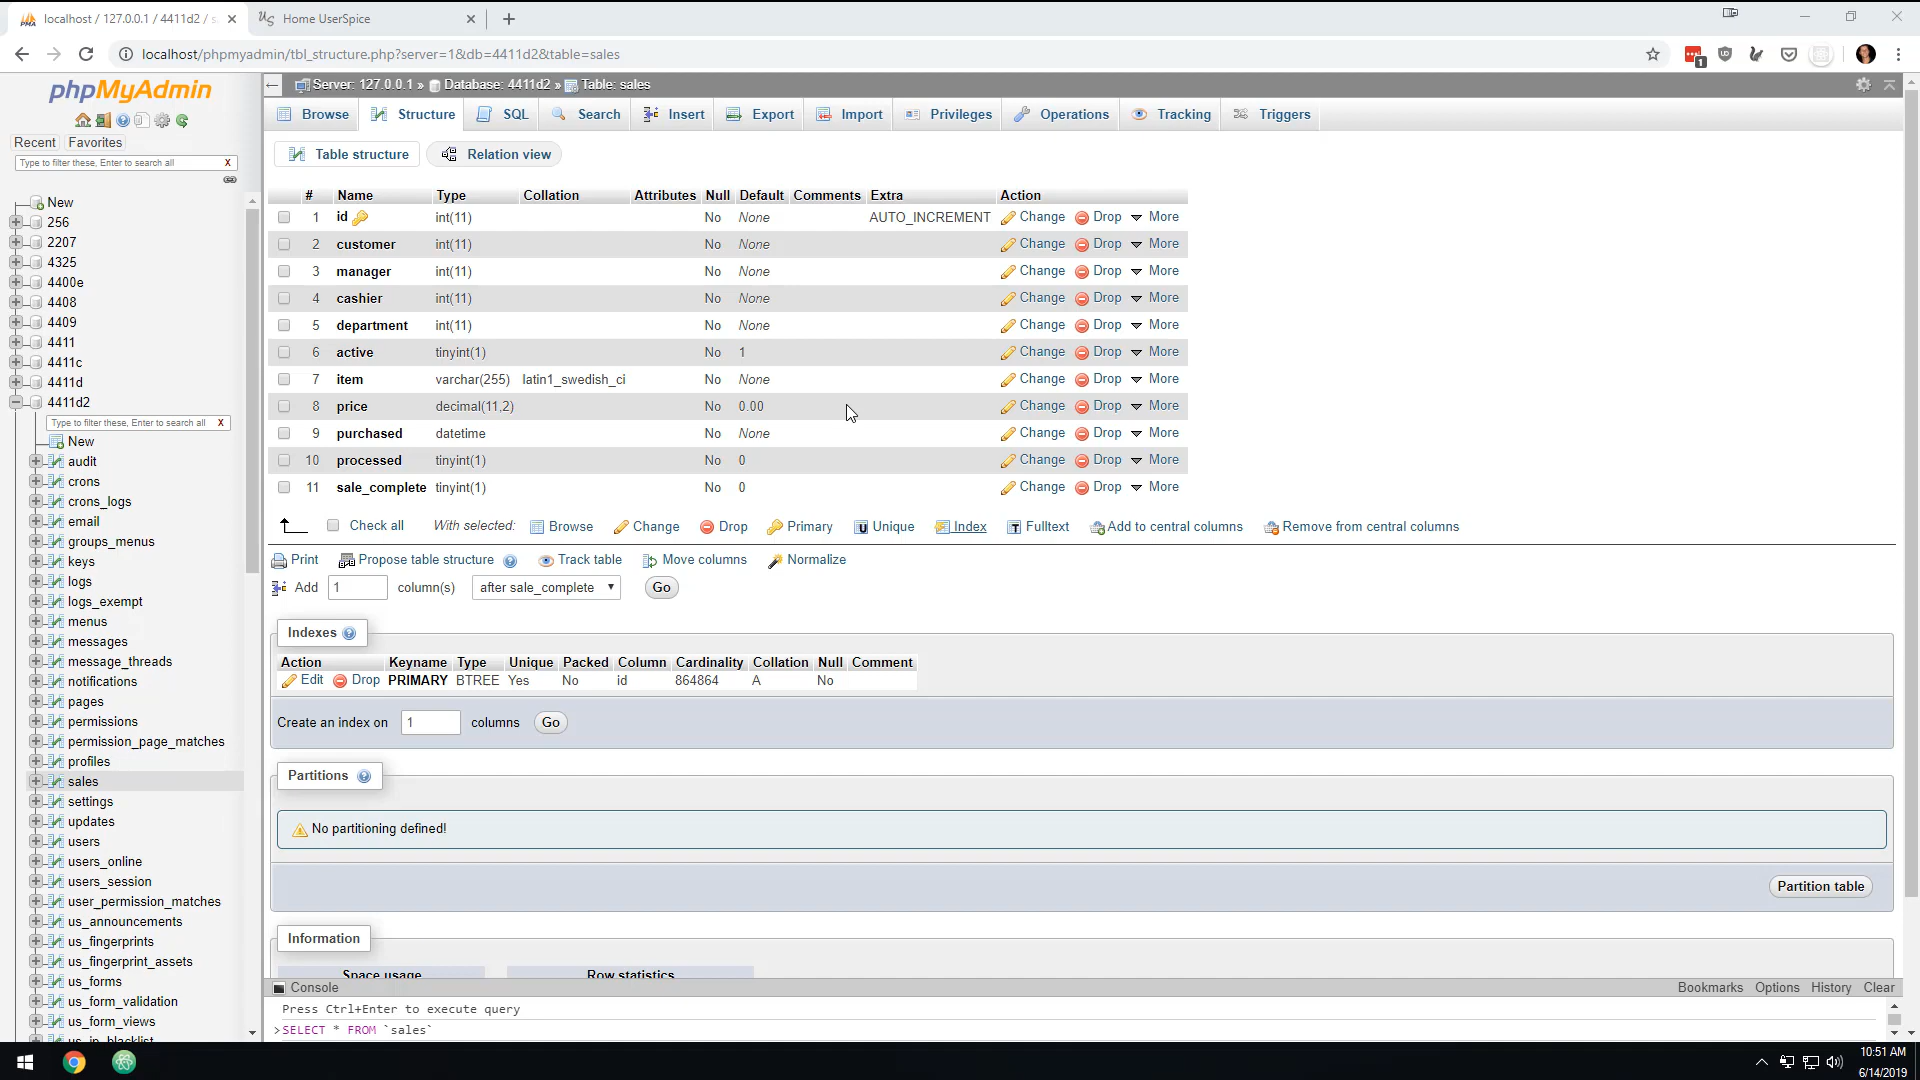 localhost / 127.0.0.1 / 4411d2 / s
Home UserSpice
localhost/phpmyadmin/tbl_structure.php?server=1&db=4411d2&table=sales
1
phpMyAdmin
Recent Favorites
Type to filter these, Enter to search all X
New
256
2207
4325
4400e
4408
4409
4411
4411c
4411d
4411d2
Type to filter these, Enter to search all X
New
audit
crons
crons_logs
email
groups_menus
keys
logs
logs_exempt
menus
messages
message_threads
notifications
pages
permissions
permission_page_matches
profiles
sales
settings
updates
users
users_online
users_session
user_permission_matches
us_announcements
us_fingerprints
us_fingerprint_assets
us_forms
us_form_validation
us_form_views
us_ip_blacklist
Server: 127.0.0.1 » Database: 4411d2 » Table: sales
Browse Structure SQL Search Insert Export Import Privileges Operations Tracking Triggers
Table structure Relation view
# Name Type Collation Attributes Null Default Comments Extra Action
1 id int(11) No None AUTO_INCREMENT Change Drop More
2 customer int(11) No None Change Drop More
3 manager int(11) No None Change Drop More
4 cashier int(11) No None Change Drop More
5 department int(11) No None Change Drop More
6 active tinyint(1) No 1 Change Drop More
7 item varchar(255) latin1_swedish_ci No None Change Drop More
8 price decimal(11,2) No 0.00 Change Drop More
9 purchased datetime No None Change Drop More
10 processed tinyint(1) No 0 Change Drop More
11 sale_complete tinyint(1) No 0 Change Drop More
Check all With selected: Browse Change Drop Primary Unique Index Fulltext Add to central columns Remove from central columns
Print Propose table structure Track table Move columns Normalize
Add 1 column(s) after sale_complete Go
Indexes
Action Keyname Type Unique Packed Column Cardinality Collation Null Comment
Edit Drop PRIMARY BTREE Yes No id 864864 A No
Create an index on 1 columns Go
Partitions
No partitioning defined!
Partition table
Information
Space usage Row statistics
Console Bookmarks Options History Clear
Press Ctrl+Enter to execute query
>SELECT * FROM `sales`
10:51 AM
6/14/2019